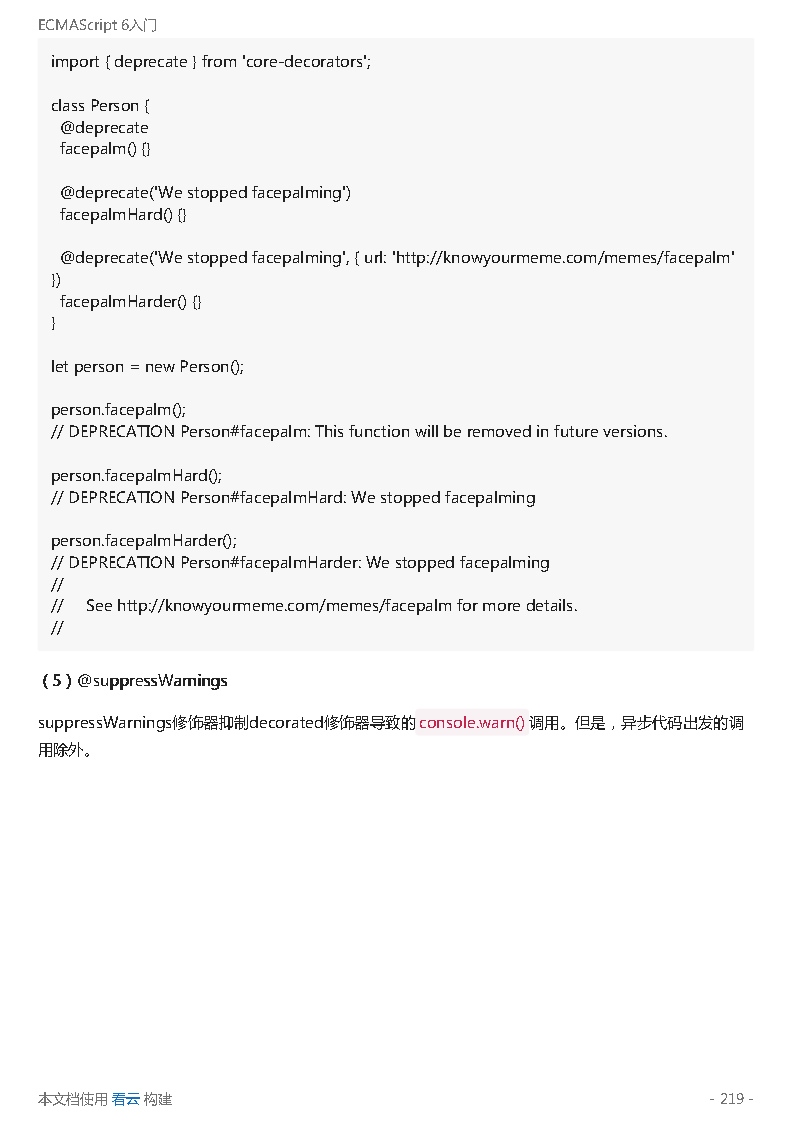 ECMAScript 6入门
import { deprecate } from 'core-decorators';
class Person {
  @deprecate
  facepalm() {}
  @deprecate('We stopped facepalming')
  facepalmHard() {}
  @deprecate('We stopped facepalming', { url: 'http://knowyourmeme.com/memes/facepalm'
})
  facepalmHarder() {}
}
let person = new Person();
person.facepalm();
// DEPRECATION Person#facepalm: This function will be removed in future versions.
person.facepalmHard();
// DEPRECATION Person#facepalmHard: We stopped facepalming
person.facepalmHarder();
// DEPRECATION Person#facepalmHarder: We stopped facepalming
//
//     See http://knowyourmeme.com/memes/facepalm for more details.
//
（5）@suppressWarnings
suppressWarnings修饰器抑制decorated修饰器导致的 console.warn() 调用。但是，异步代码出发的调
用除外。
本文档使用 看云 构建
- 219 -